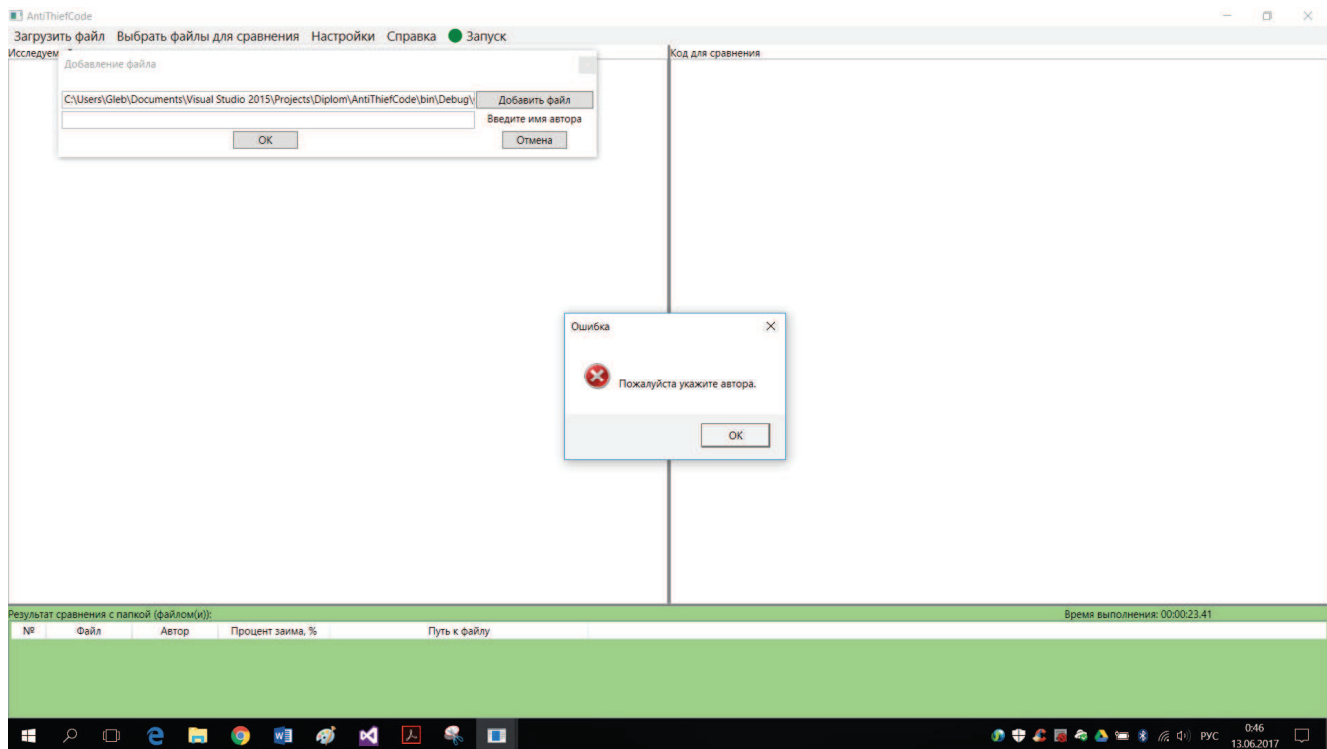 AntiThiefCode
Загрузить файл Выбрать файлы для сравнения Настройки Справка Запуск
Код для сравнения
Добавление файла
C:\Users\Gleb\Documents\Visual Studio 2015\Projects\Diplom\AntiThiefCode\bin\Debug\ Добавить файл
Введите имя автора
OK Отмена
Ошибка
Пожалуйста укажите автора.
OK
Результат сравнения с папкой (файлом(и)): Время выполнения: 00:00:23.41
№ Файл Автор Процент заима, % Путь к файлу
РУС 0:46
13.06.2017